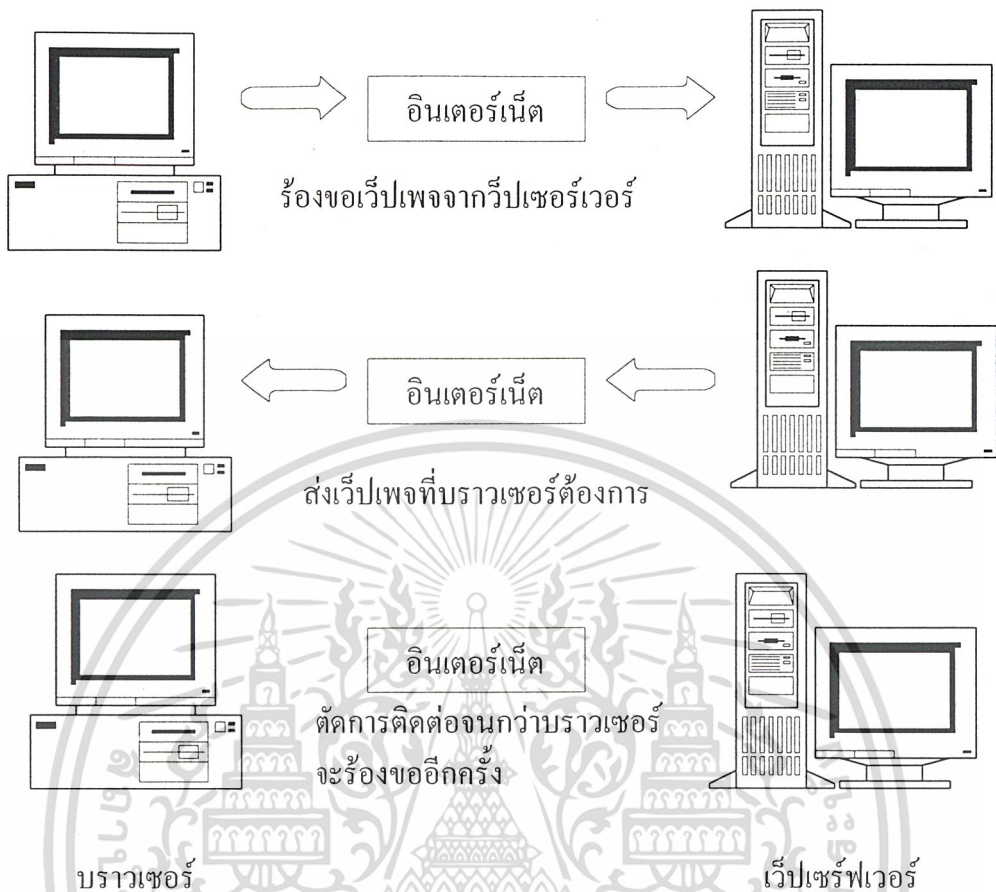 อินเตอร์เน็ต
ร้องขอเว็ปเพจจากวีปเซอร์เวอร์
อินเตอร์เน็ต
ส่งเว็ปเพจที่บราวเซอร์ต้องการ
อินเตอร์เน็ต
ตัดการติดต่อจนกว่าบราวเซอร์
จะร้องขออีกครั้ง
บราวเซอร์
เว็ปเซร์ฟเวอร์